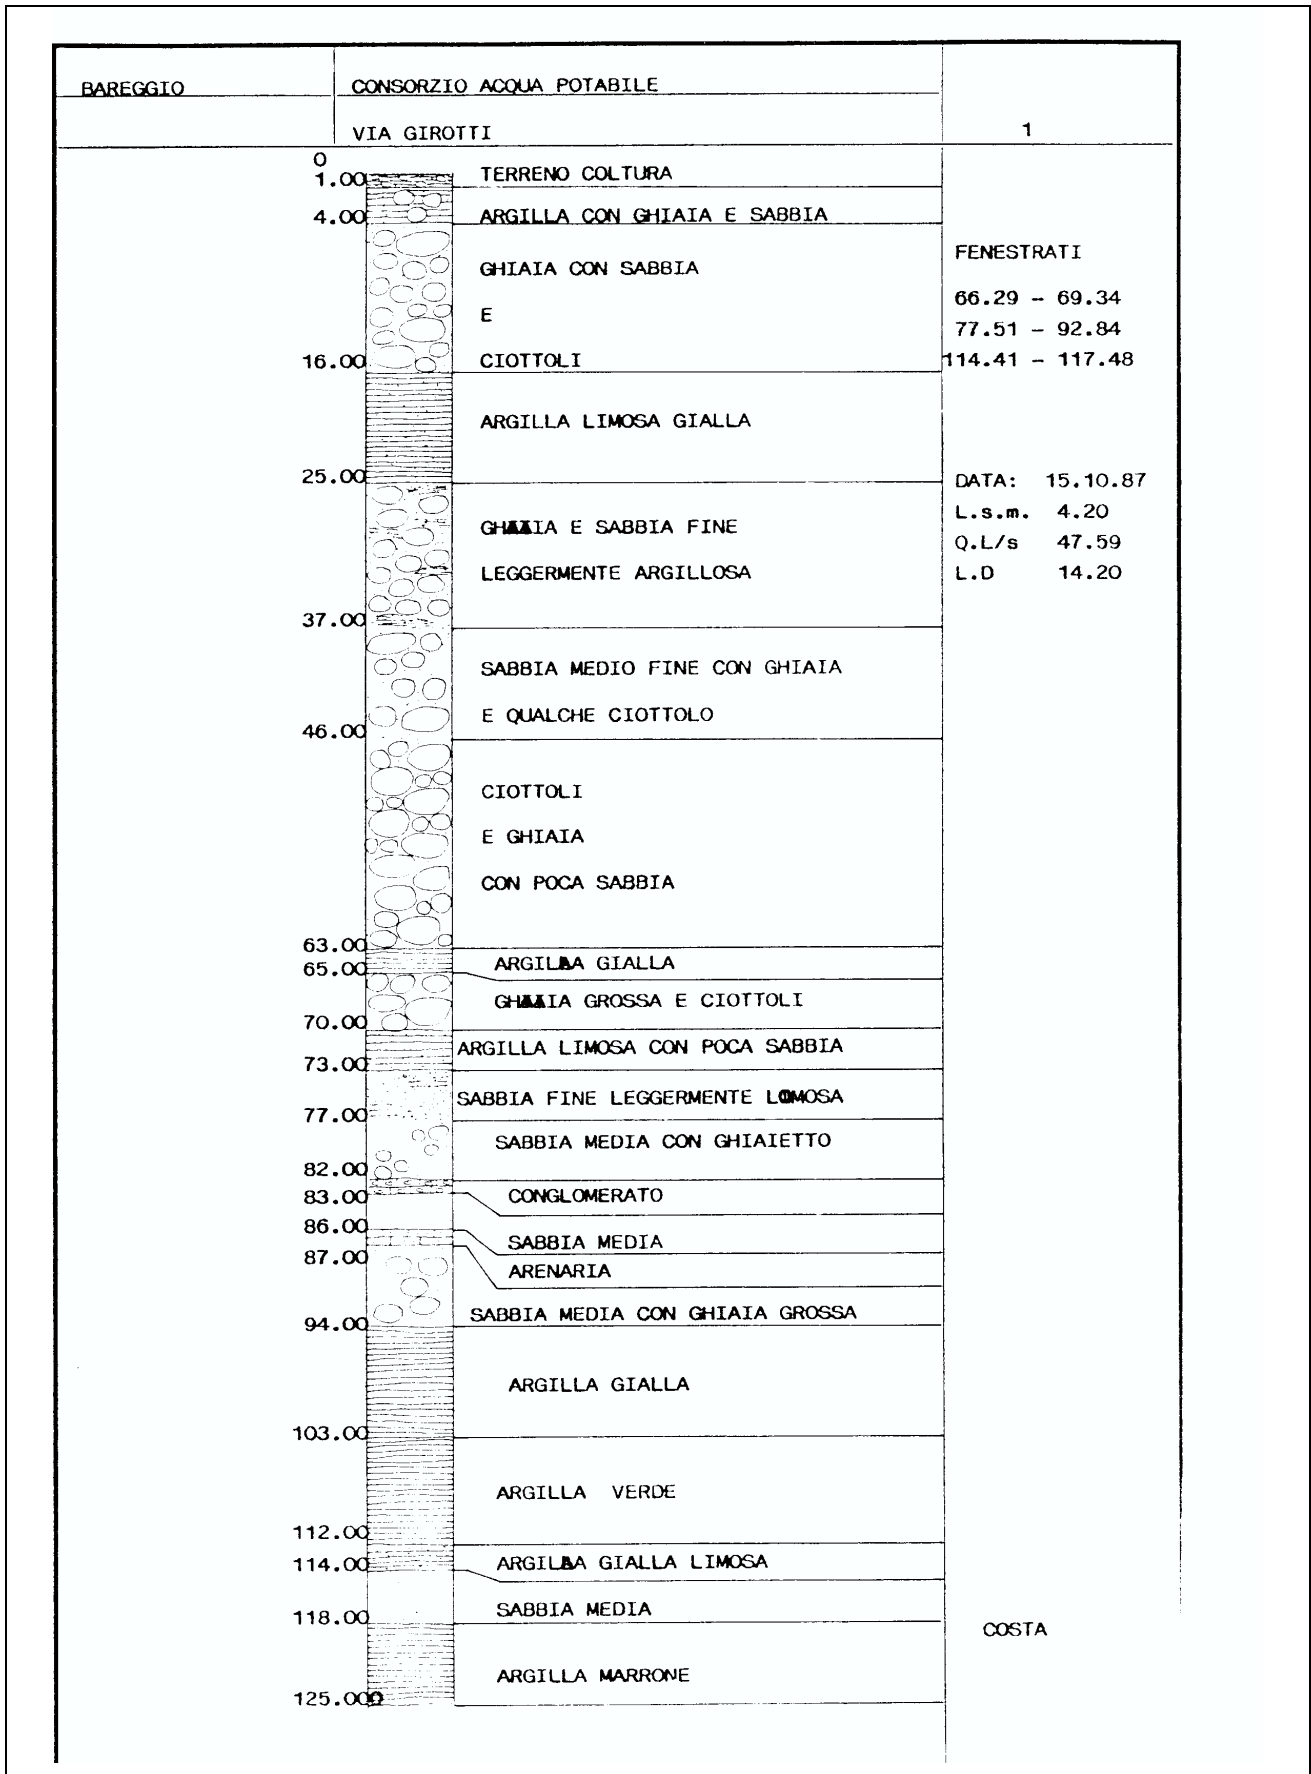 BAREGGIO
CONSORZIO ACQUA POTABILE
VIA GIROTTI
1
0
1.00
TERRENO COLTURA
4.00
ARGILLA CON GHIAIA E SABBIA
GHIAIA CON SABBIA
E
16.00
CIOTTOLI
ARGILLA LIMOSA GIALLA
25.00
GHIAIA E SABBIA FINE
LEGGERMENTE ARGILLOSA
37.00
SABBIA MEDIO FINE CON GHIAIA
E QUALCHE CIOTTOLO
46.00
CIOTTOLI
E GHIAIA
CON POCA SABBIA
63.00
ARGILLA GIALLA
65.00
GHIAIA GROSSA E CIOTTOLI
70.00
ARGILLA LIMOSA CON POCA SABBIA
73.00
SABBIA FINE LEGGERMENTE LIMOSA
77.00
SABBIA MEDIA CON GHIAIETTO
82.00
83.00
CONGLOMERATO
86.00
SABBIA MEDIA
87.00
ARENARIA
SABBIA MEDIA CON GHIAIA GROSSA
94.00
ARGILLA GIALLA
103.00
ARGILLA VERDE
112.00
114.00
ARGILLA GIALLA LIMOSA
118.00
SABBIA MEDIA
ARGILLA MARRONE
125.00
FENESTRATI
66.29 - 69.34
77.51 - 92.84
114.41 - 117.48
DATA: 15.10.87
L.s.m. 4.20
Q.L/s 47.59
L.D 14.20
COSTA